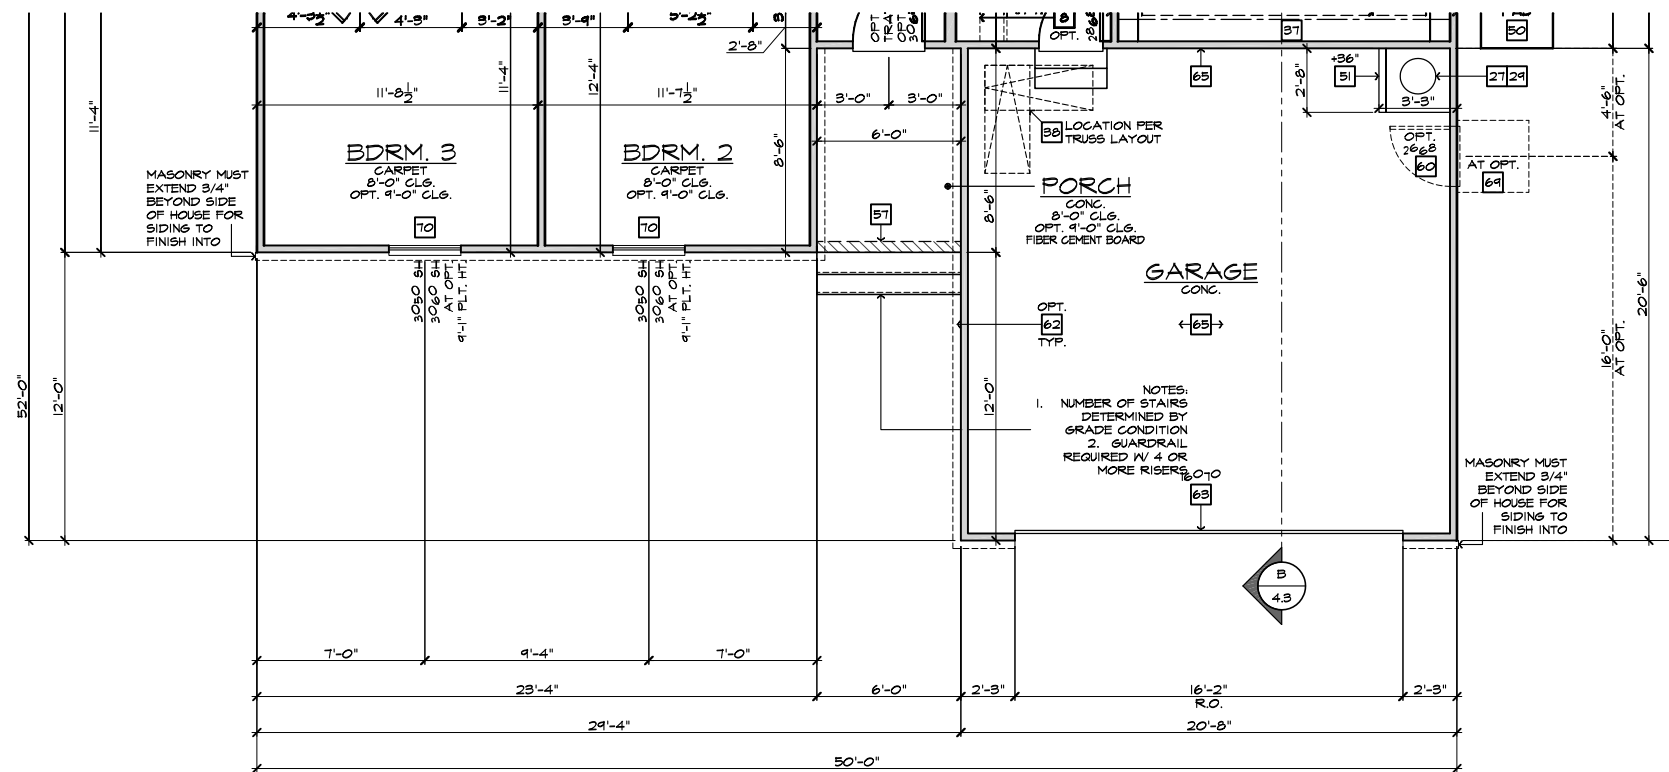 4'-3"
3'-2"
3'-9"
3
2'-8"
11'-4"
12'-4"
8
OPT.
37
50
+36"
51
65
2'-8"
27 29
3'-3"
4'-6"
AT OPT.
11'-8½"
11'-7½"
3'-0"
3'-0"
6'-0"
8'-6"
11'-4"
38
LOCATION PER
TRUSS LAYOUT
OPT.
2668
60
AT OPT.
69
BDRM. 3
CARPET
8'-0" CLG.
OPT. 9'-0" CLG.
70
BDRM. 2
CARPET
8'-0" CLG.
OPT. 9'-0" CLG.
70
MASONRY MUST
EXTEND 3/4"
BEYOND SIDE
OF HOUSE FOR
SIDING TO
FINISH INTO
57
8'-6"
PORCH
CONC.
8'-0" CLG.
OPT. 9'-0" CLG.
FIBER CEMENT BOARD
GARAGE
CONC.
65
3050 SH
3060 SH
AT OPT
9'-1" PLT. HT.
3050 SH
3060 SH
AT OPT
9'-1" PLT. HT.
OPT.
62
TYP.
20'-6"
16'-0"
AT OPT.
52'-0"
12'-0"
12'-0"
NOTES:
1. NUMBER OF STAIRS
DETERMINED BY
GRADE CONDITION
2. GUARDRAIL
REQUIRED W/ 4 OR
MORE RISERS
16070
63
MASONRY MUST
EXTEND 3/4"
BEYOND SIDE
OF HOUSE FOR
SIDING TO
FINISH INTO
B
4.3
7'-0"
9'-4"
7'-0"
23'-4"
6'-0"
2'-3"
16'-2"
R.O.
2'-3"
29'-4"
20'-8"
50'-0"